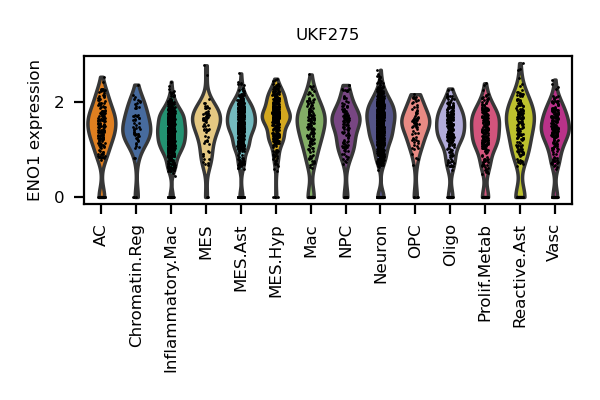 UKF275
ENO1 expression
2
0
AC
Chromatin.Reg
Inflammatory.Mac
MES
MES.Ast
MES.Hyp
Mac
NPC
Neuron
OPC
Oligo
Prolif.Metab
Reactive.Ast
Vasc